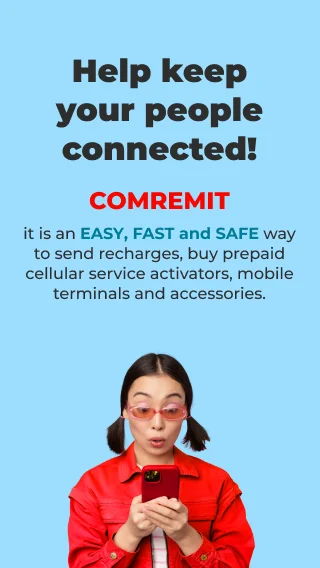 Help keep
your people
connected!
COMREMIT
it is an EASY, FAST and SAFE way
to send recharges, buy prepaid
cellular service activators, mobile
terminals and accessories.